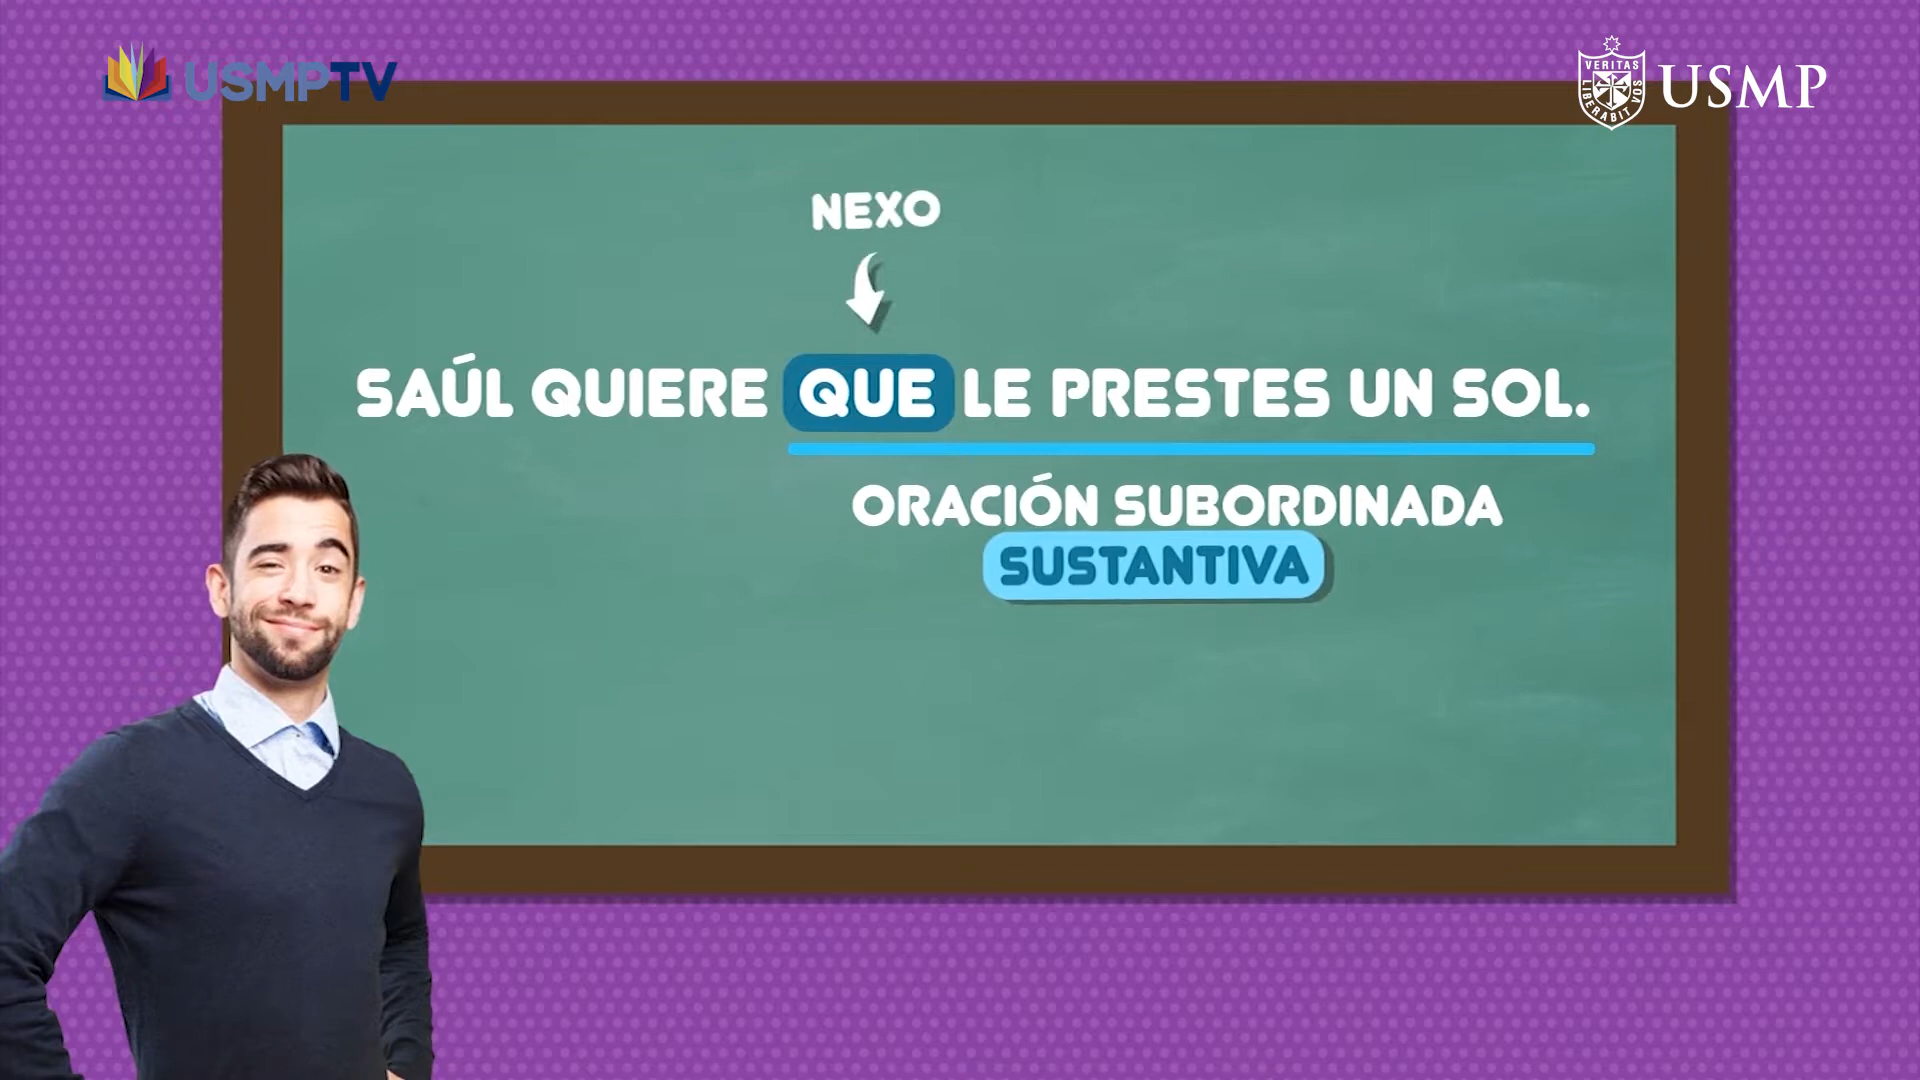 USMPTV
VERITAS
LIBERABIT VOS
USMP
NEXO
SAÚL QUIERE QUE LE PRESTES UN SOL.
ORACIÓN SUBORDINADA
SUSTANTIVA